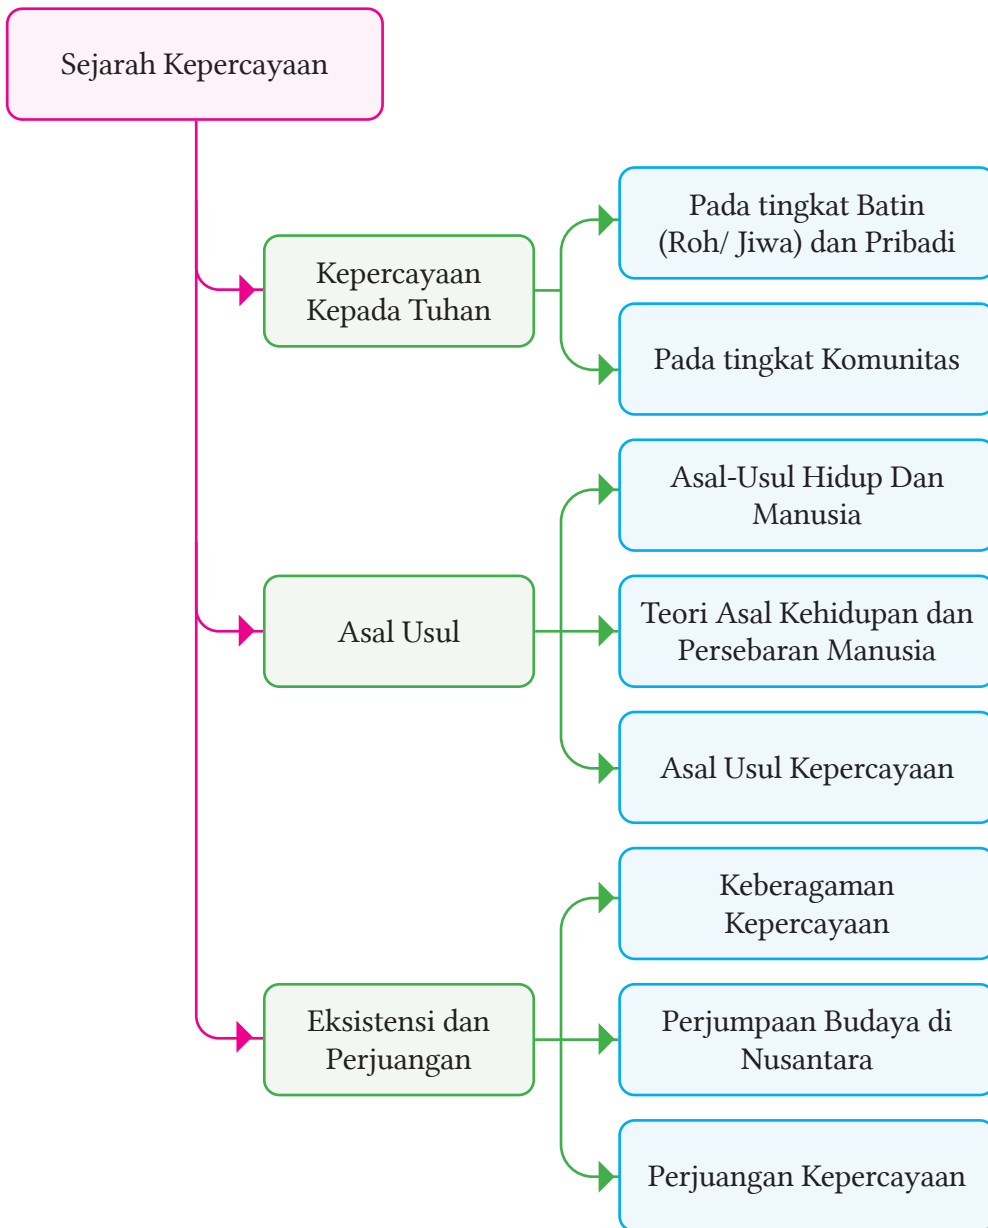 Sejarah Kepercayaan
Kepercayaan
Kepada Tuhan
Pada tingkat Batin
(Roh/ Jiwa) dan Pribadi
Pada tingkat Komunitas
Asal Usul
Asal-Usul Hidup Dan
Manusia
Teori Asal Kehidupan dan
Persebaran Manusia
Asal Usul Kepercayaan
Eksistensi dan
Perjuangan
Keberagaman
Kepercayaan
Perjumpaan Budaya di
Nusantara
Perjuangan Kepercayaan